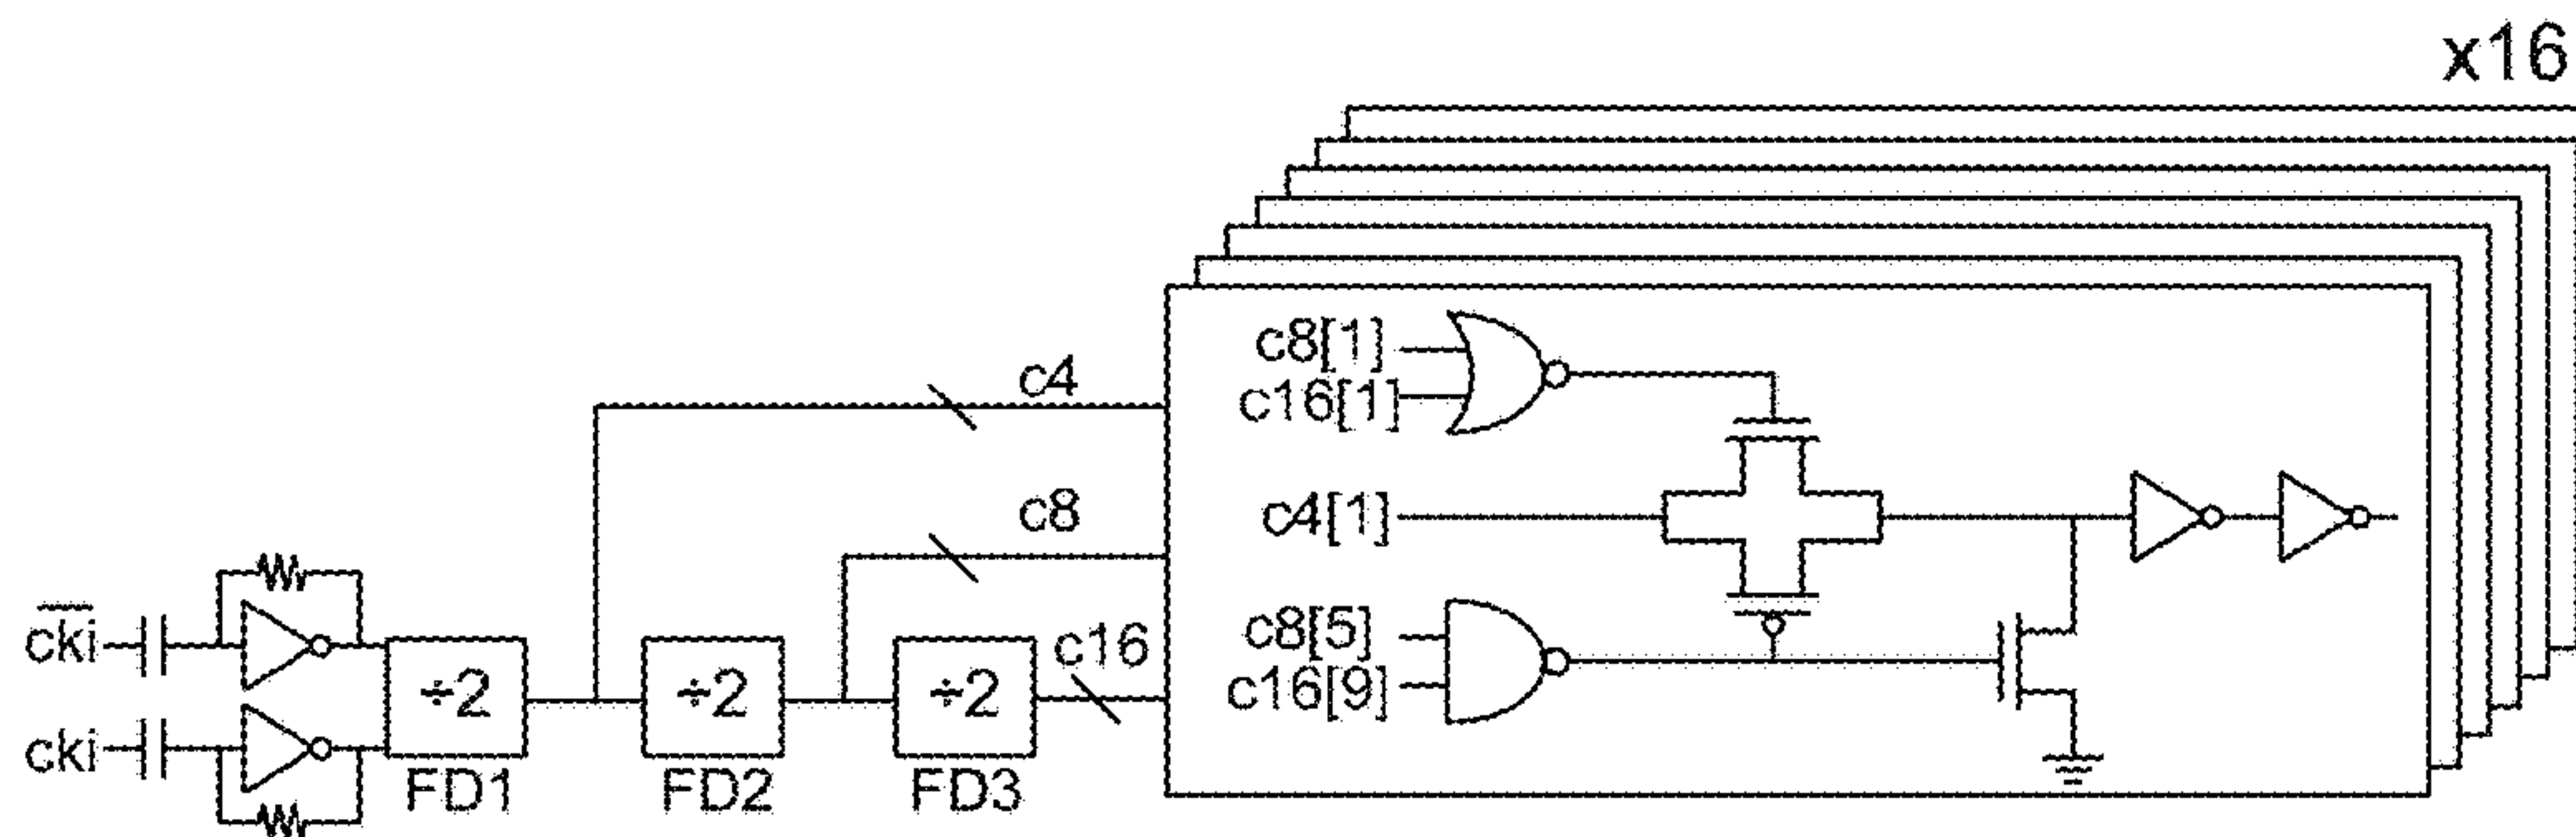 x16
c8[1]
c16[1]
c4
c4[1]
c8
c8[5]
c16[9]
c16
c̅k̅i̅
cki
÷2
÷2
÷2
FD1
FD2
FD3